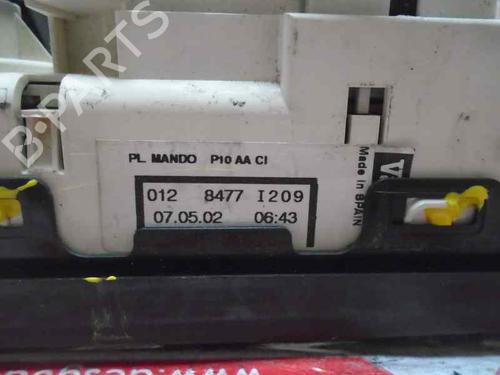 B-PARTS
PL. MANDO P10 AA CI
012 8477 I209
07.05.02 06:43
Made in SPAIN